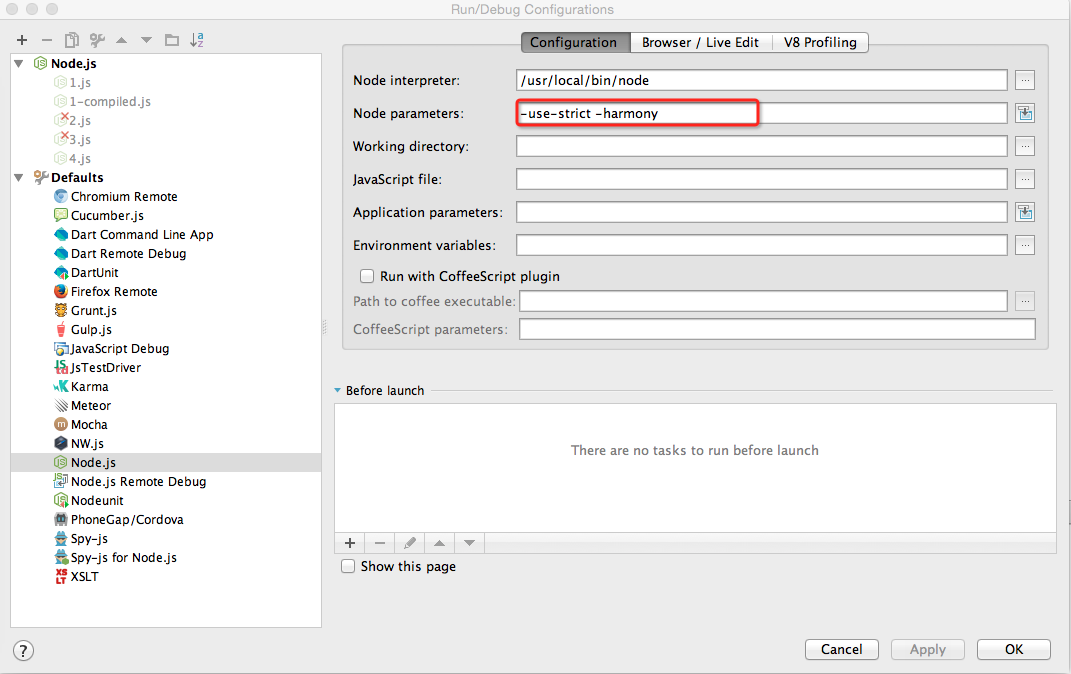 Run/Debug Configurations
Node.js
1.js
1-compiled.js
2.js
3.js
4.js
Defaults
Chromium Remote
Cucumber.js
Dart Command Line App
Dart Remote Debug
DartUnit
Firefox Remote
Grunt.js
Gulp.js
JavaScript Debug
JsTestDriver
Karma
Meteor
Mocha
NW.js
Node.js
Node.js Remote Debug
Nodeunit
PhoneGap/Cordova
Spy-js
Spy-js for Node.js
XSLT
Configuration Browser / Live Edit V8 Profiling
Node interpreter: /usr/local/bin/node
Node parameters: -use-strict -harmony
Working directory:
JavaScript file:
Application parameters:
Environment variables:
Run with CoffeeScript plugin
Path to coffee executable:
CoffeeScript parameters:
Before launch
There are no tasks to run before launch
Show this page
? Cancel Apply OK